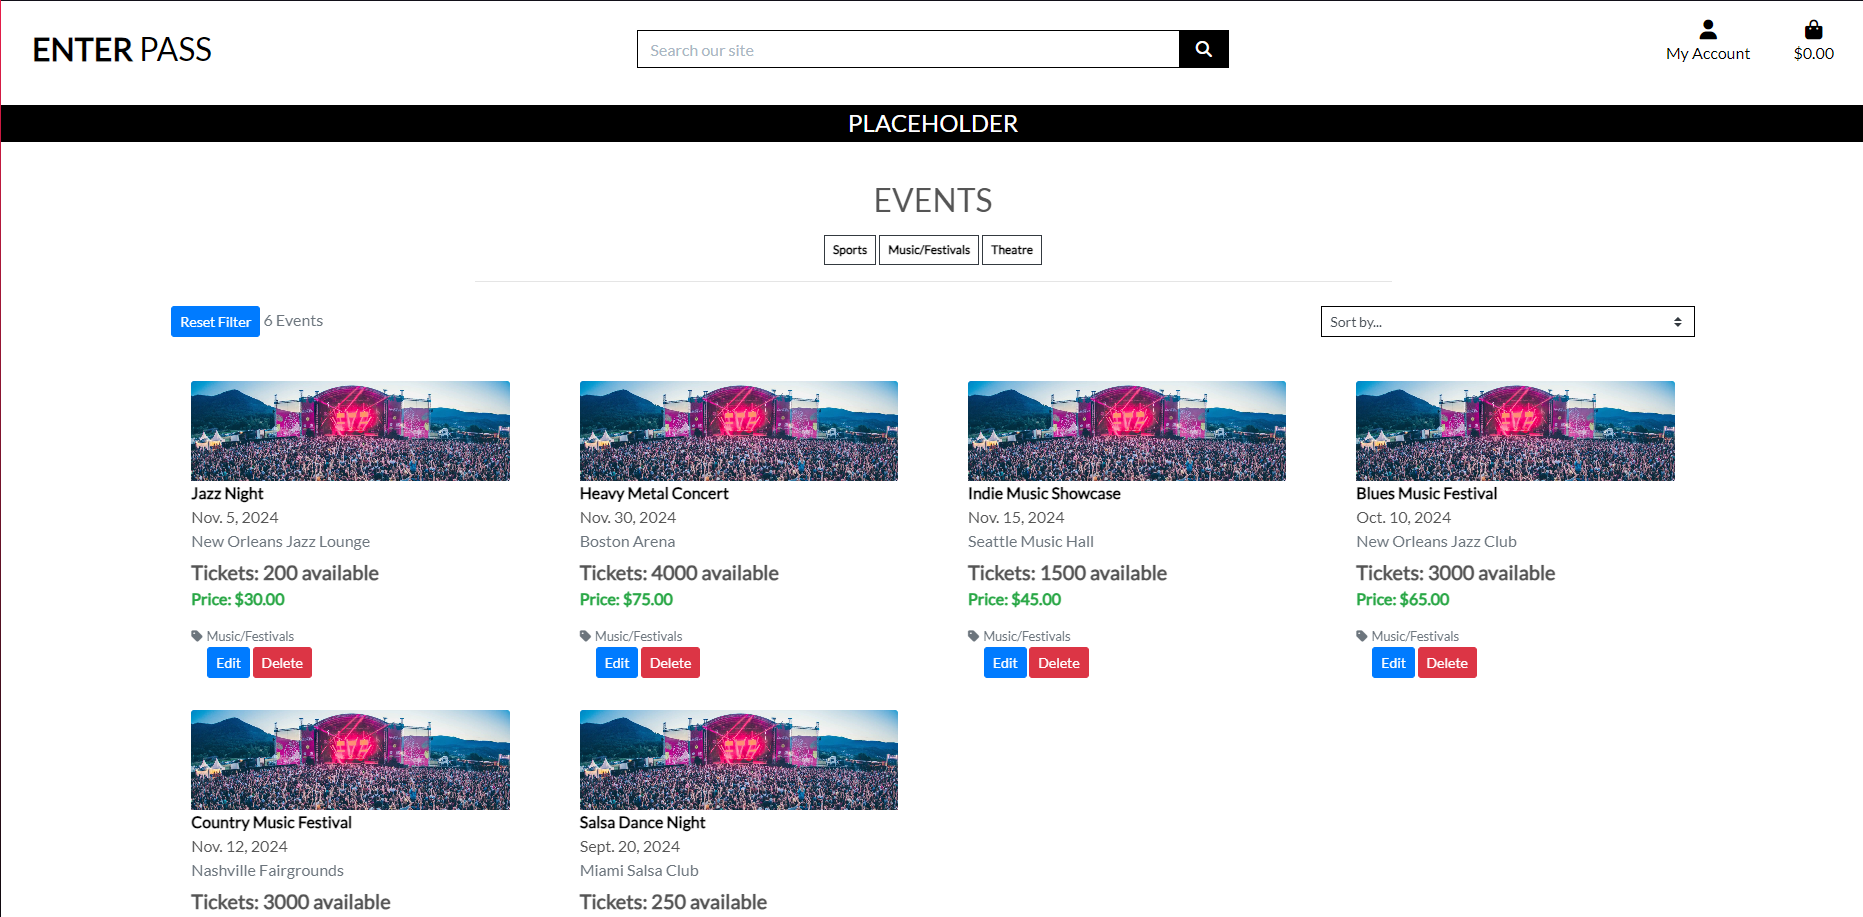 ENTER PASS
Search our site
My Account
$0.00
PLACEHOLDER
EVENTS
Sports
Music/Festivals
Theatre
Reset Filter
6 Events
Sort by...
Jazz Night
Nov. 5, 2024
New Orleans Jazz Lounge
Tickets: 200 available
Price: $30.00
Music/Festivals
Edit
Delete
Heavy Metal Concert
Nov. 30, 2024
Boston Arena
Tickets: 4000 available
Price: $75.00
Music/Festivals
Edit
Delete
Indie Music Showcase
Nov. 15, 2024
Seattle Music Hall
Tickets: 1500 available
Price: $45.00
Music/Festivals
Edit
Delete
Blues Music Festival
Oct. 10, 2024
New Orleans Jazz Club
Tickets: 3000 available
Price: $65.00
Music/Festivals
Edit
Delete
Country Music Festival
Nov. 12, 2024
Nashville Fairgrounds
Tickets: 3000 available
Salsa Dance Night
Sept. 20, 2024
Miami Salsa Club
Tickets: 250 available